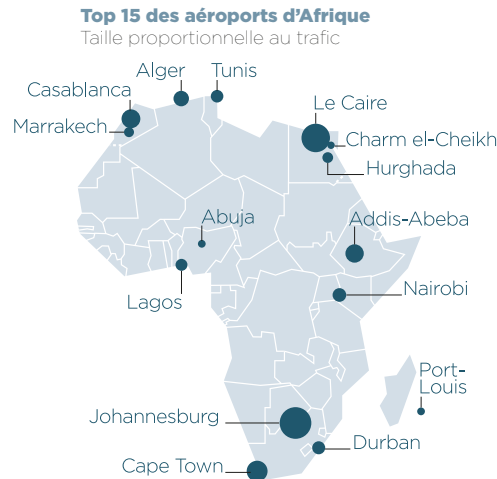 Top 15 des aéroports d’Afrique
Taille proportionnelle au trafic
Alger
Tunis
Casablanca
Le Caire
Marrakech
Charm el-Cheikh
Hurghada
Abuja
Addis-Abeba
Lagos
Nairobi
Port-
Louis
Johannesburg
Durban
Cape Town